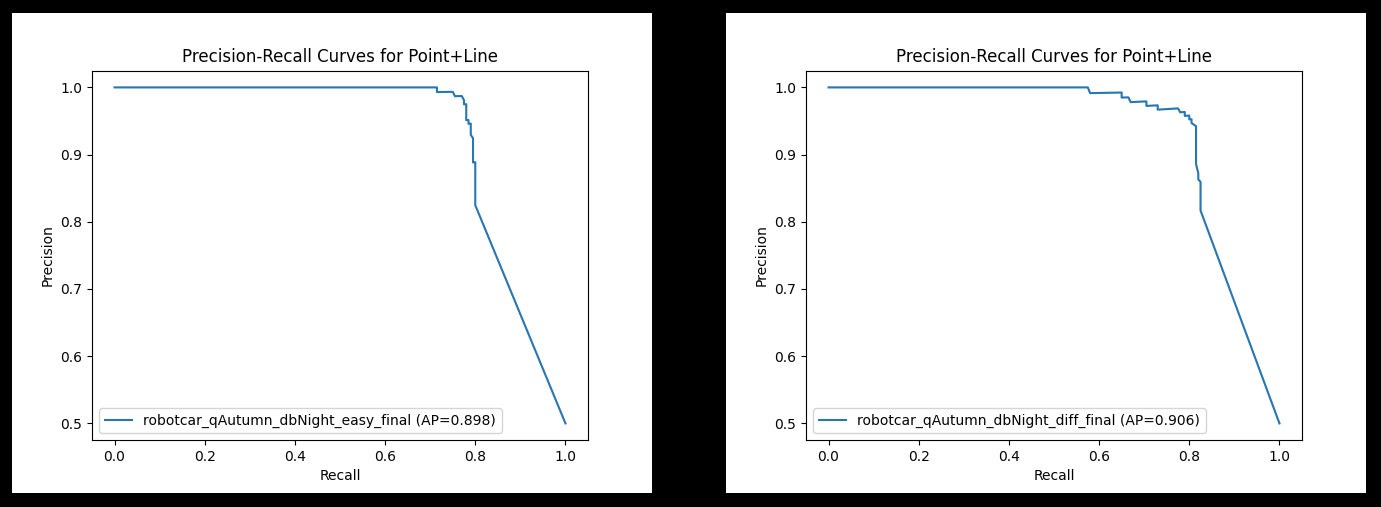 Precision-Recall Curves for Point+Line
1.0
0.9
0.8
0.7
0.6
0.5
Precision
robotcar_qAutumn_dbNight_easy_final (AP=0.898)
0.0 0.2 0.4 0.6 0.8 1.0
Recall
Precision-Recall Curves for Point+Line
1.0
0.9
0.8
0.7
0.6
0.5
Precision
robotcar_qAutumn_dbNight_diff_final (AP=0.906)
0.0 0.2 0.4 0.6 0.8 1.0
Recall